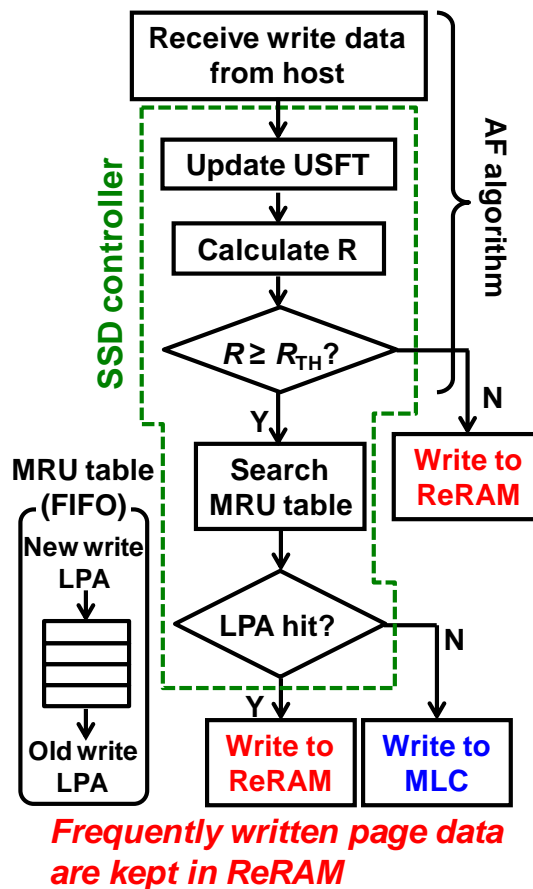 Receive write data
from host
AF algorithm
SSD controller
Update USFT
Calculate R
R ≥ RTH?
N
Y
Write to
ReRAM
Search
MRU table
MRU table
(FIFO)
New write
LPA
Old write
LPA
LPA hit?
N
Y
Write to
ReRAM
Write to
MLC
Frequently written page data
are kept in ReRAM